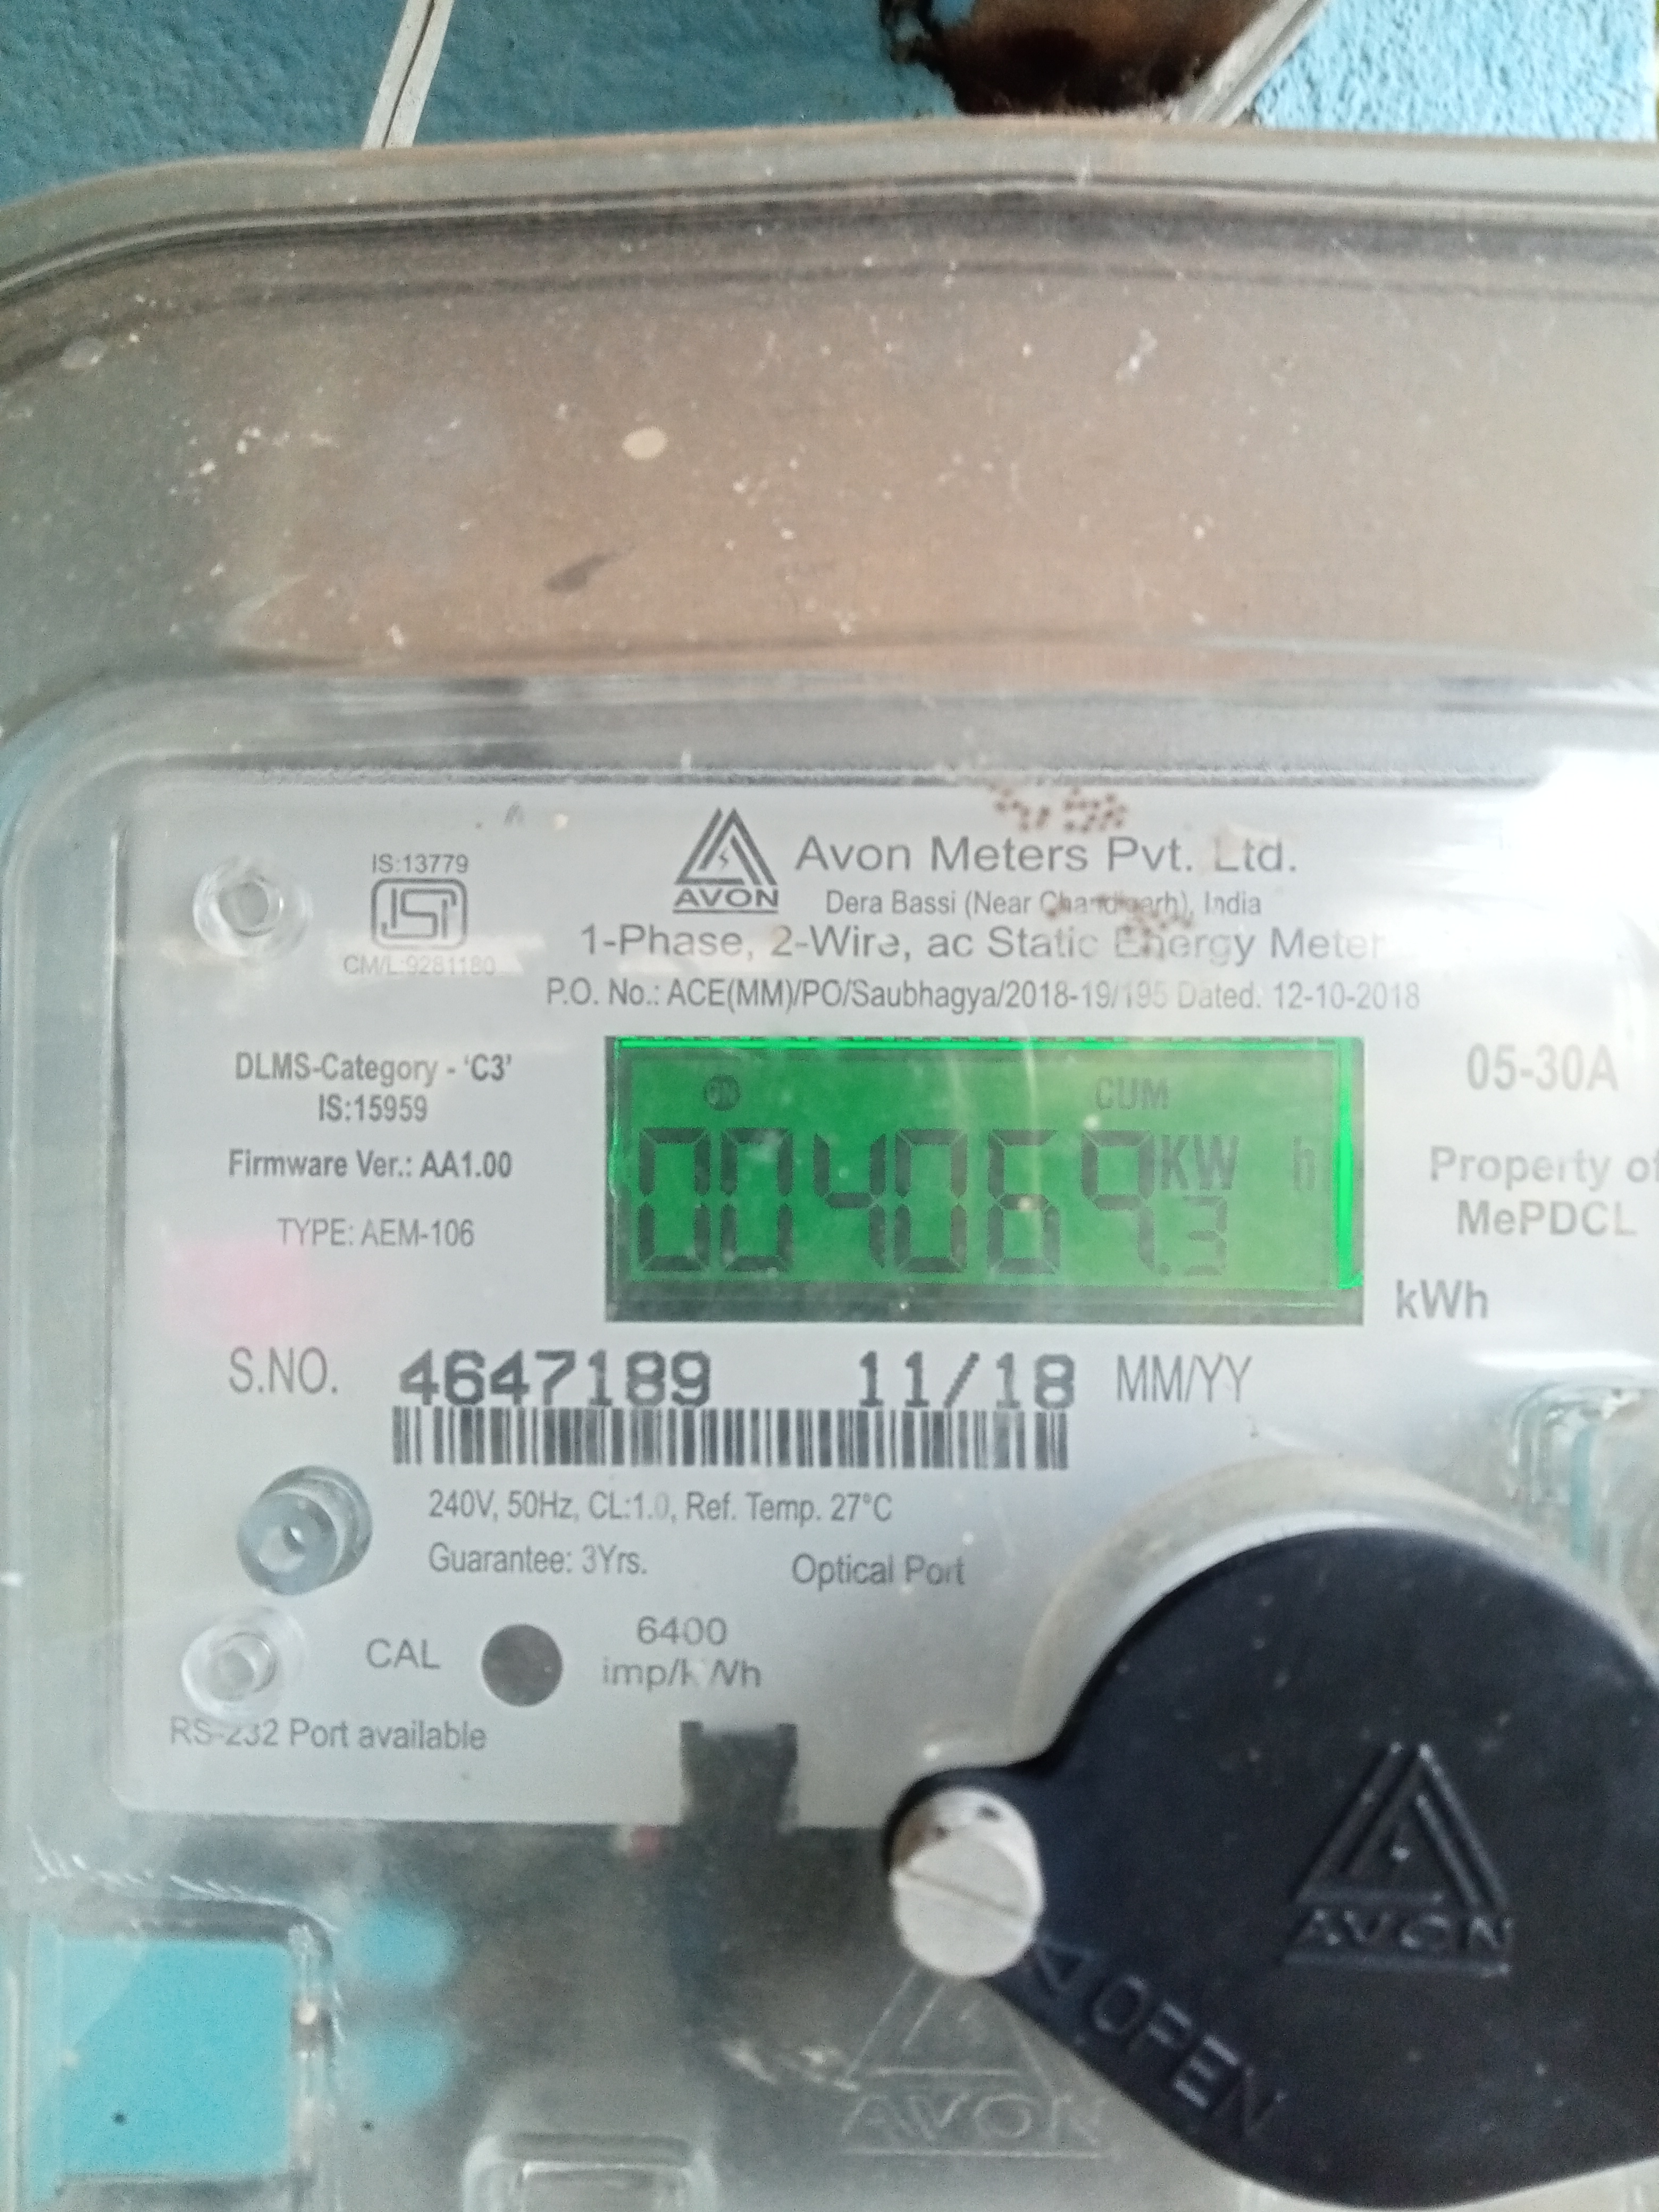 IS:13779
ISI
CM/L:9281180
AVON
Avon Meters Pvt. Ltd.
Dera Bassi (Near Chandigarh), India
1-Phase, 2-Wire, ac Static Energy Meter
P.O. No.: ACE(MM)/PO/Saubhagya/2018-19/195 Dated: 12-10-2018
DLMS-Category - ‘C3’
IS:15959
Firmware Ver.: AA1.00
TYPE: AEM-106
CUM
004069.3 KW h
05-30A
Property of
MePDCL
kWh
S.NO. 4647189 11/18 MM/YY
240V, 50Hz, CL:1.0, Ref. Temp. 27°C
Guarantee: 3Yrs. Optical Port
CAL 6400
imp/kWh
RS-232 Port available
AVON
OPEN
AVON